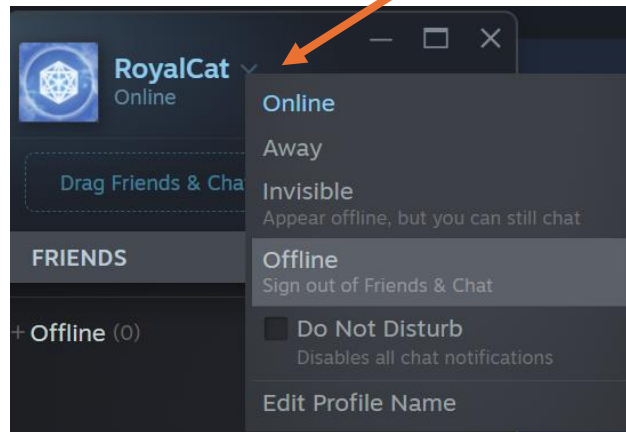 RoyalCat
Online
Drag Friends & Cha
FRIENDS
+ Offline (0)
Online
Away
Invisible
Appear offline, but you can still chat
Offline
Sign out of Friends & Chat
Do Not Disturb
Disables all chat notifications
Edit Profile Name